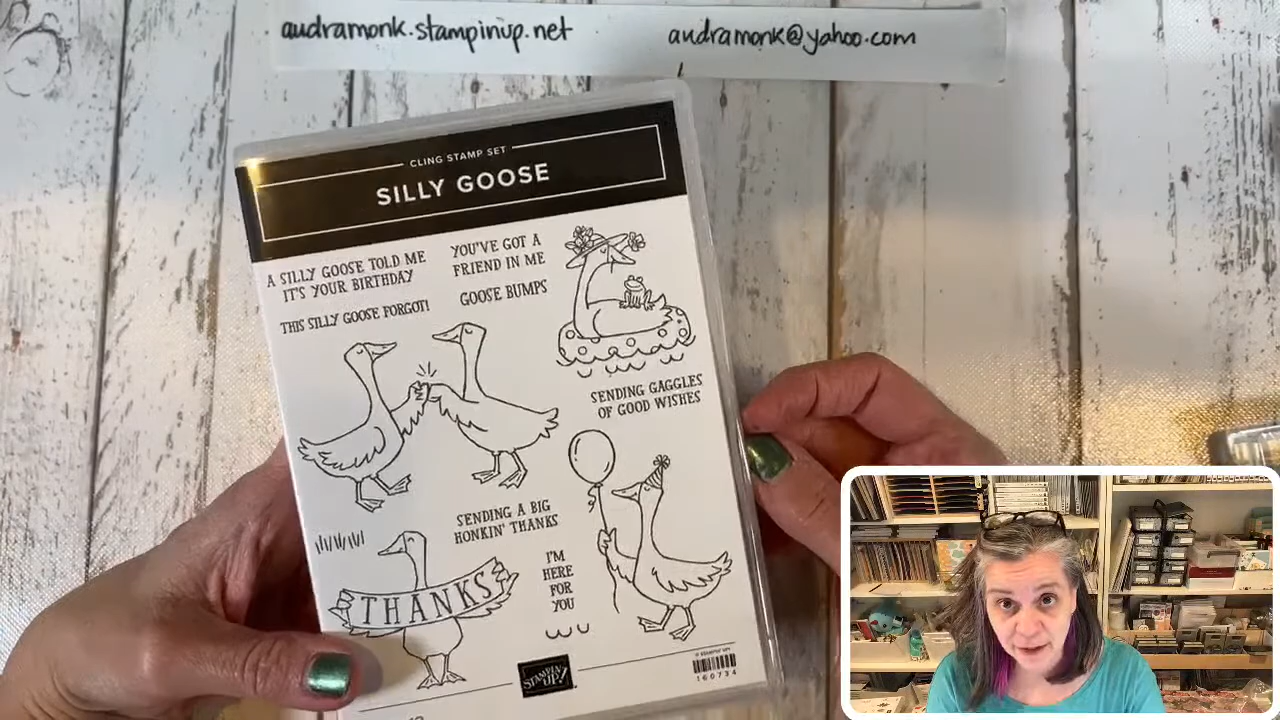 audramonk.stampinup.net
audramonk@yahoo.com
CLING STAMP SET
SILLY GOOSE
A SILLY GOOSE TOLD ME
IT'S YOUR BIRTHDAY
YOU'VE GOT A
FRIEND IN ME
THIS SILLY GOOSE FORGOT!
GOOSE BUMPS
SENDING GAGGLES
OF GOOD WISHES
SENDING A BIG
HONKIN' THANKS
THANKS
I'M
HERE
FOR
YOU
STAMPIN' UP!
© STAMPIN' UP!
160734